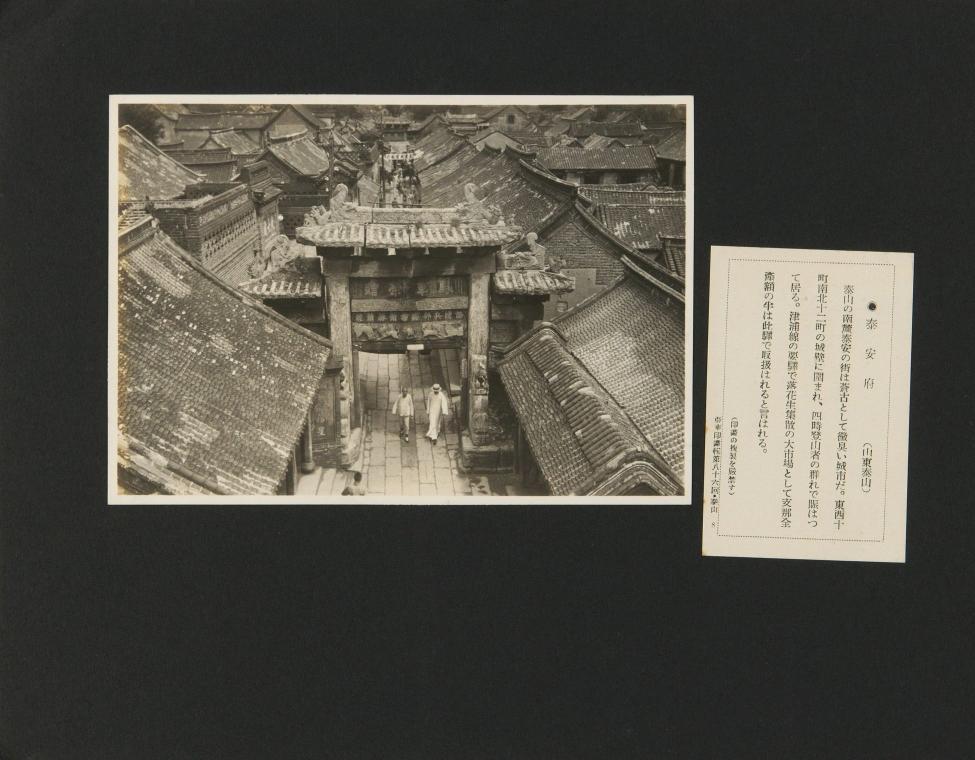 ●泰安府 (山東泰山)
泰山の南麓泰安の街は蒼古として黴臭い城市だ。東西十
町南北十二町の城壁に囲まれ、四時登山者の群れで賑はつ
て居る。津浦線の要驛で落花生集散の大市場として支那全
產額の半は此驛で取扱はれると言はれる。
(印畫の複製を嚴禁す)
亞東印畫輯第八十六回・泰山 8